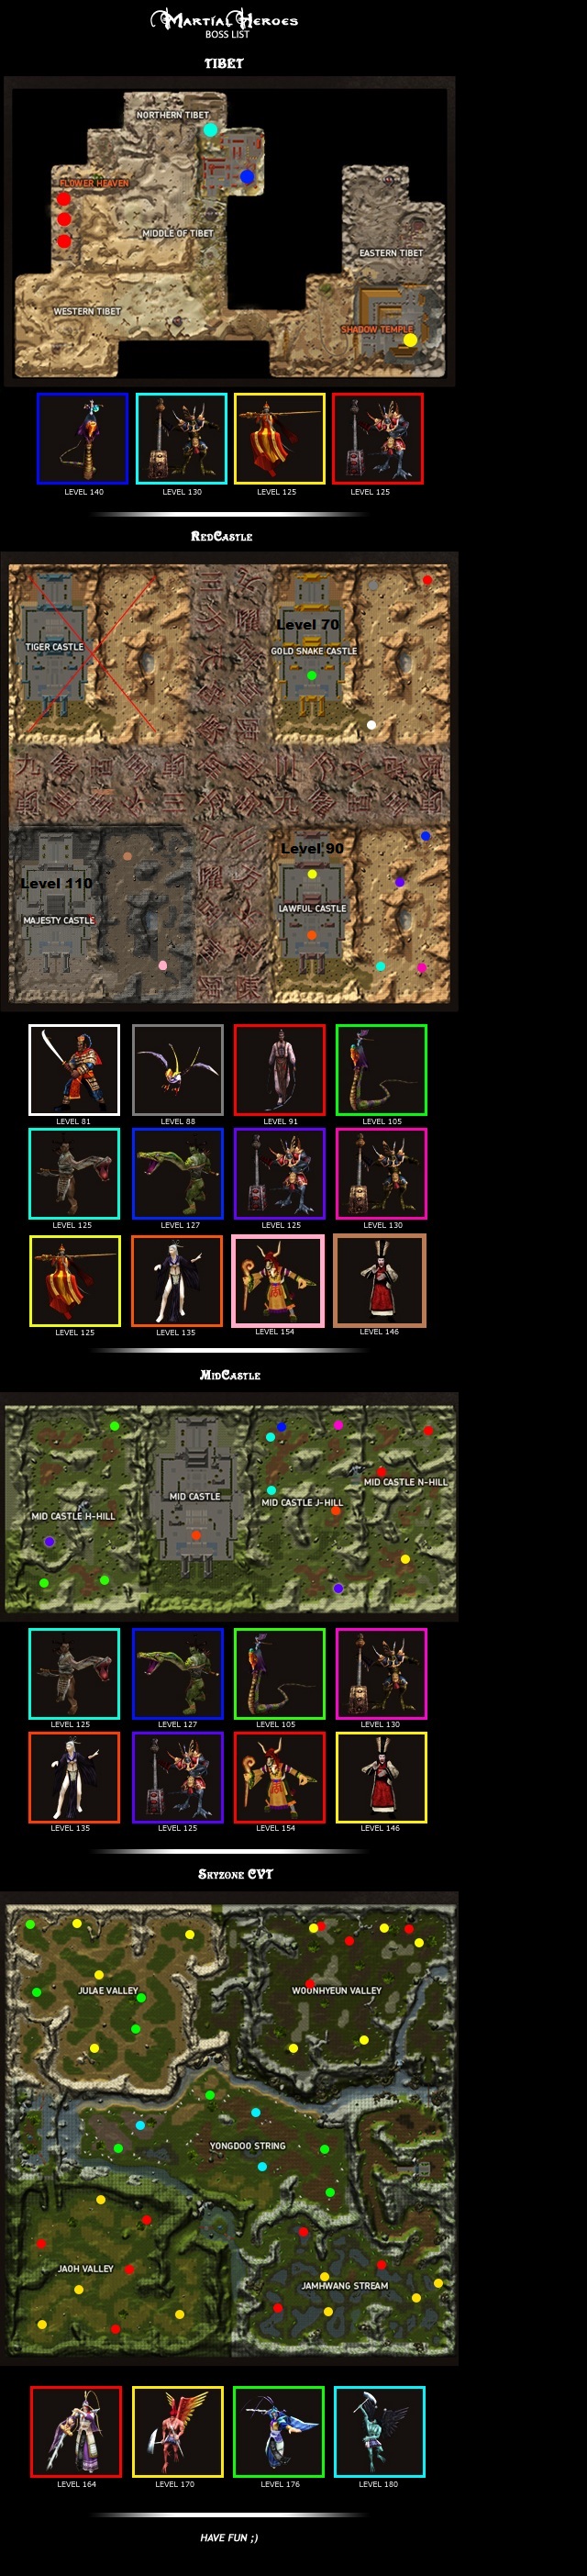 Martial Heroes
BOSS LIST
TIBET
NORTHERN TIBET
FLOWER HEAVEN
MIDDLE OF TIBET
EASTERN TIBET
WESTERN TIBET
SHADOW TEMPLE
LEVEL 140 LEVEL 130 LEVEL 125 LEVEL 125
RedCastle
Level 70
TIGER CASTLE
GOLD SNAKE CASTLE
Level 90
Level 110
LAWFUL CASTLE
MAJESTY CASTLE
LEVEL 81 LEVEL 88 LEVEL 91 LEVEL 105
LEVEL 125 LEVEL 127 LEVEL 125 LEVEL 130
LEVEL 125 LEVEL 135 LEVEL 154 LEVEL 146
MidCastle
MID CASTLE N-HILL
MID CASTLE
MID CASTLE J-HILL
MID CASTLE H-HILL
LEVEL 125 LEVEL 127 LEVEL 105 LEVEL 130
LEVEL 135 LEVEL 125 LEVEL 154 LEVEL 146
Skyzone CVT
JULAE VALLEY
WOONHYEUN VALLEY
YONGDOO STRING
JAOH VALLEY
JAMHWANG STREAM
LEVEL 164 LEVEL 170 LEVEL 176 LEVEL 180
HAVE FUN ;)